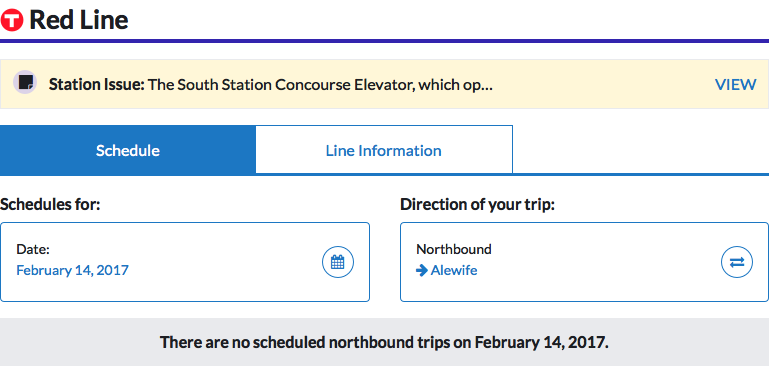 T Red Line
Station Issue: The South Station Concourse Elevator, which op... VIEW
Schedule Line Information
Schedules for: Direction of your trip:
Date: Northbound
February 14, 2017 Alewife
There are no scheduled northbound trips on February 14, 2017.